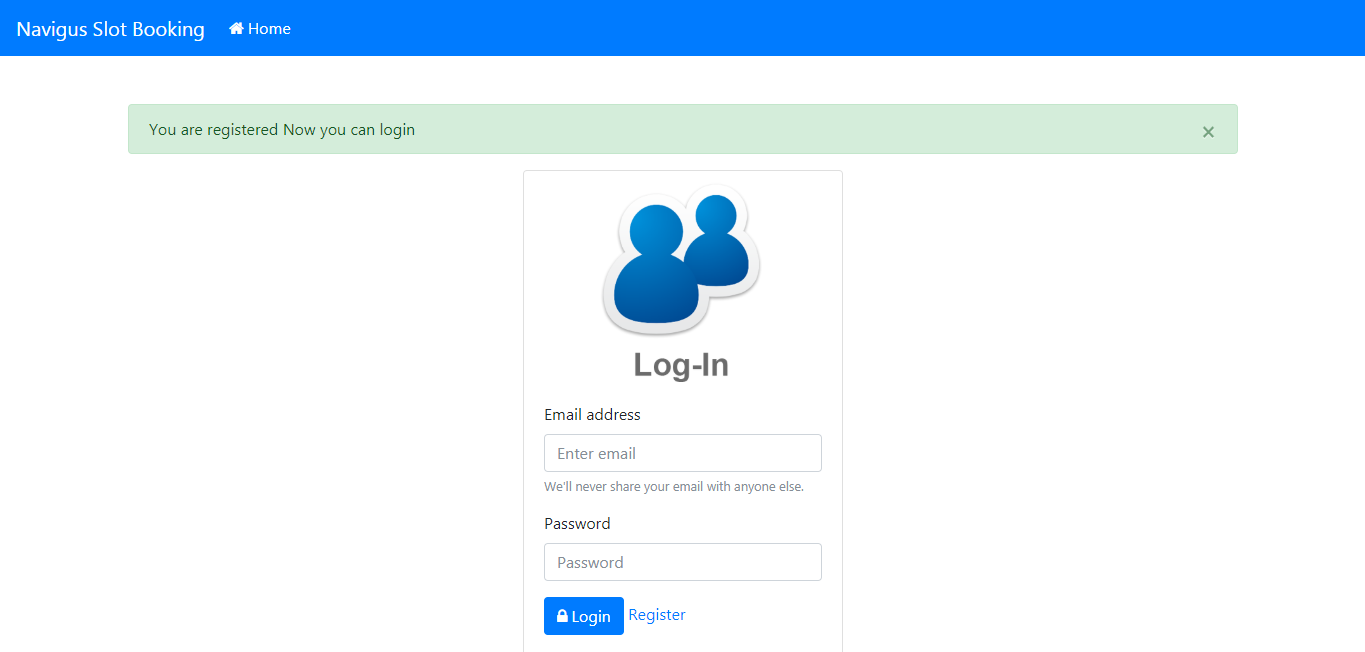 Navigus Slot Booking Home
You are registered Now you can login ×
Log-In
Email address
Enter email
We'll never share your email with anyone else.
Password
Password
Login Register